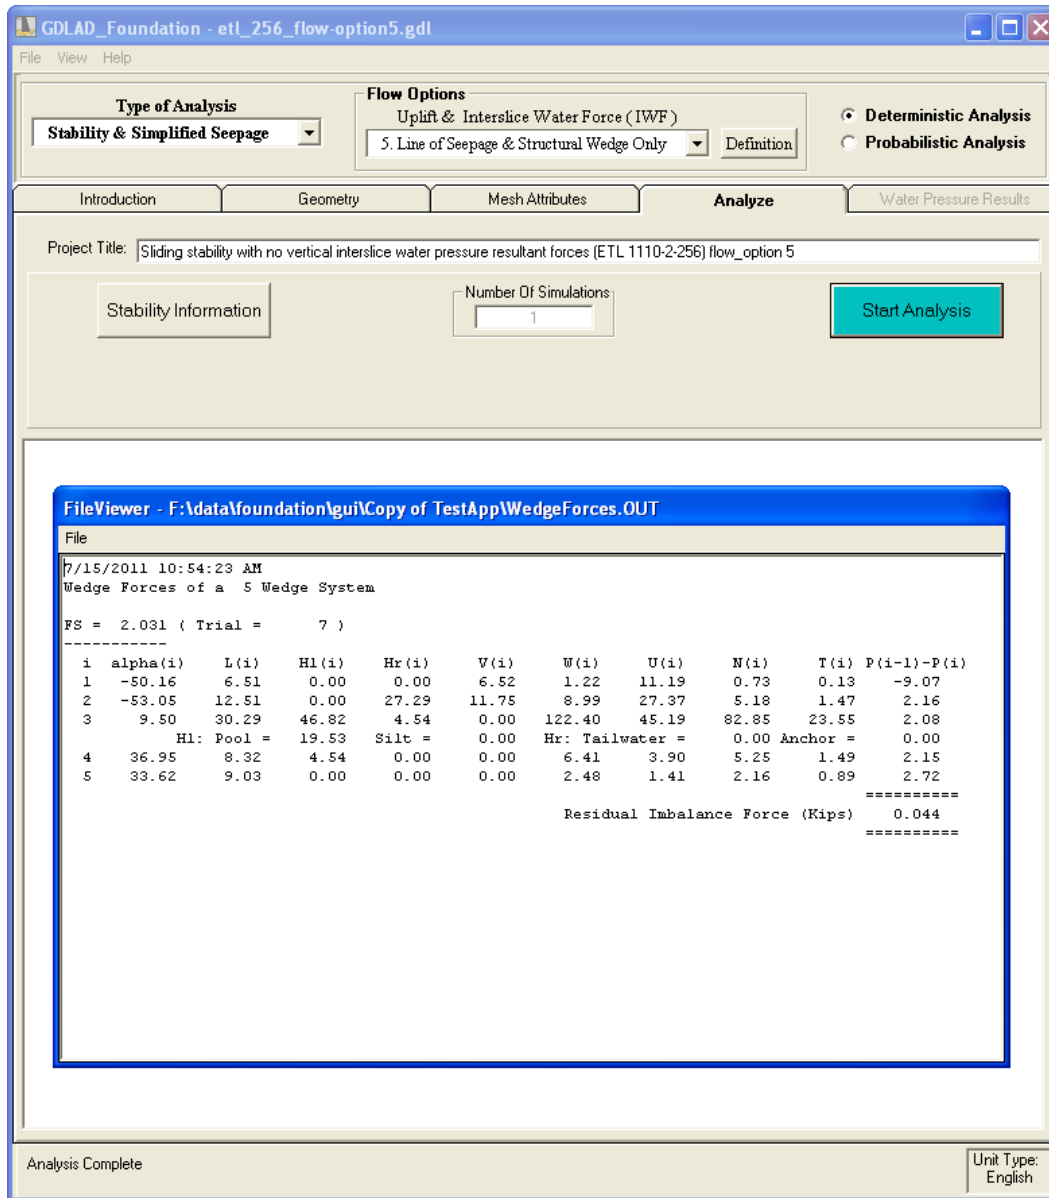 GDLAD_Foundation - etl_256_flow-option5.gdl
File View Help
Type of Analysis
Stability & Simplified Seepage
Flow Options
Uplift & Interslice Water Force ( IWF )
5. Line of Seepage & Structural Wedge Only
Definition
Deterministic Analysis
Probabilistic Analysis
Introduction Geometry Mesh Attributes Analyze Water Pressure Results
Project Title: Sliding stability with no vertical interslice water pressure resultant forces (ETL 1110-2-256) flow_option 5
Stability Information
Number Of Simulations
1
Start Analysis
FileViewer - F:\data\foundation\gui\Copy of TestApp\WedgeForces.OUT
File
7/15/2011 10:54:23 AM
Wedge Forces of a 5 Wedge System
FS = 2.031 ( Trial = 7 )
-----------
i alpha(i) L(i) Hl(i) Hr(i) V(i) W(i) U(i) N(i) T(i) P(i-1)-P(i)
1 -50.16 6.51 0.00 0.00 6.52 1.22 11.19 0.73 0.13 -9.07
2 -53.05 12.51 0.00 27.29 11.75 8.99 27.37 5.18 1.47 2.16
3 9.50 30.29 46.82 4.54 0.00 122.40 45.19 82.85 23.55 2.08
Hl: Pool = 19.53 Silt = 0.00 Hr: Tailwater = 0.00 Anchor = 0.00
4 36.95 8.32 4.54 0.00 0.00 6.41 3.90 5.25 1.49 2.15
5 33.62 9.03 0.00 0.00 0.00 2.48 1.41 2.16 0.89 2.72
==========
Residual Imbalance Force (Kips) 0.044
==========
Analysis Complete
Unit Type:
English